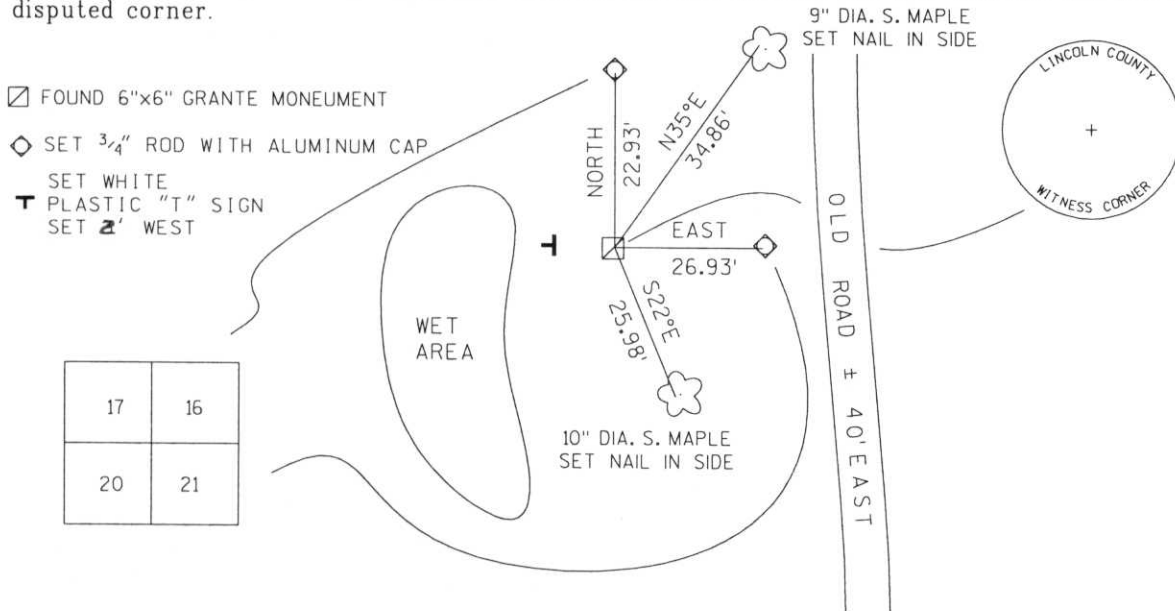 disputed corner.
FOUND 6"x6" GRANTE MONEUMENT
SET 3/4" ROD WITH ALUMINUM CAP
SET WHITE
PLASTIC "T" SIGN
SET 2' WEST
9" DIA. S. MAPLE
SET NAIL IN SIDE
LINCOLN COUNTY
WITNESS CORNER
NORTH
22.93'
N35°E
34.86'
EAST
26.93'
S22°E
25.98'
OLD ROAD ± 40'EAST
WET
AREA
10" DIA. S. MAPLE
SET NAIL IN SIDE
17 16
20 21